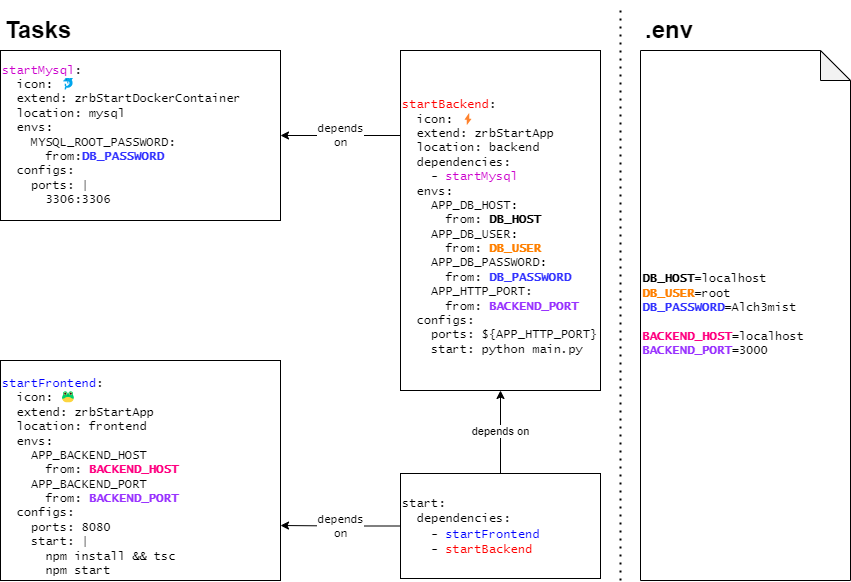 Tasks
startMysql:
icon: 🐬
extend: zrbStartDockerContainer
location: mysql
envs:
MYSQL_ROOT_PASSWORD:
from:DB_PASSWORD
configs:
ports: |
3306:3306
depends
on
startBackend:
icon: ⚡
extend: zrbStartApp
location: backend
dependencies:
- startMysql
envs:
APP_DB_HOST:
from: DB_HOST
APP_DB_USER:
from: DB_USER
APP_DB_PASSWORD:
from: DB_PASSWORD
APP_HTTP_PORT:
from: BACKEND_PORT
configs:
ports: ${APP_HTTP_PORT}
start: python main.py
startFrontend:
icon: 🐸
extend: zrbStartApp
location: frontend
envs:
APP_BACKEND_HOST
from: BACKEND_HOST
APP_BACKEND_PORT
from: BACKEND_PORT
configs:
ports: 8080
start: |
npm install && tsc
npm start
depends
on
depends on
start:
dependencies:
- startFrontend
- startBackend
.env
DB_HOST=localhost
DB_USER=root
DB_PASSWORD=Alch3mist
BACKEND_HOST=localhost
BACKEND_PORT=3000